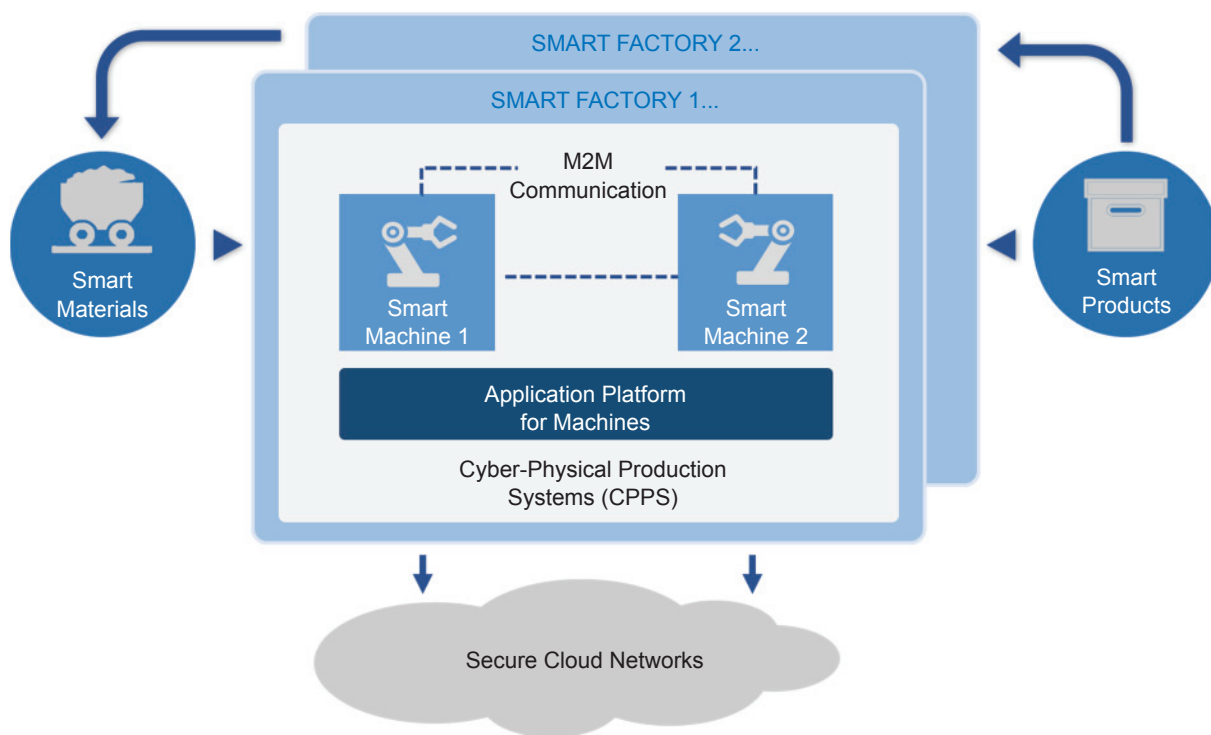 SMART FACTORY 2...
SMART FACTORY 1...
M2M
Communication
Smart
Materials
Smart
Machine 1
Smart
Machine 2
Smart
Products
Application Platform
for Machines
Cyber-Physical Production
Systems (CPPS)
Secure Cloud Networks